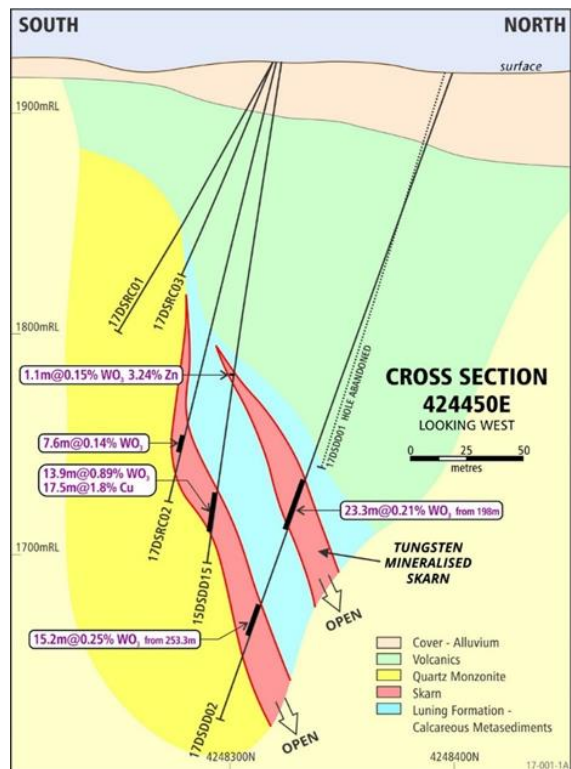 SOUTH
NORTH
surface
1900mRL
17DSRC01
17DSRC03
1800mRL
1.1m@0.15% WO₃ 3.24% Zn
17DSDD01 HOLE ABANDONED
CROSS SECTION
424450E
LOOKING WEST
0 25 50
metres
7.6m@0.14% WO₃
13.9m@0.89% WO₃
17.5m@1.8% Cu
17DSRC02
23.3m@0.21% WO₃ from 198m
1700mRL
15DSDD15
TUNGSTEN
MINERALISED
SKARN
OPEN
15.2m@0.25% WO₃ from 253.3m
17DSDD02
OPEN
Cover - Alluvium
Volcanics
Quartz Monzonite
Skarn
Luning Formation -
Calcareous Metasediments
4248300N
4248400N
17-001-1A